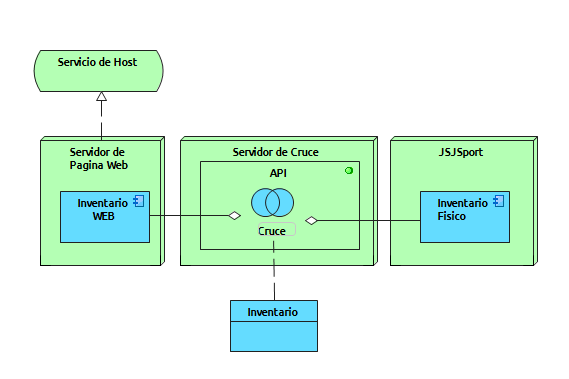 Servicio de Host
Servidor de
Pagina Web
Servidor de Cruce
JSJSport
API
Inventario
WEB
Inventario
Fisico
Cruce
Inventario